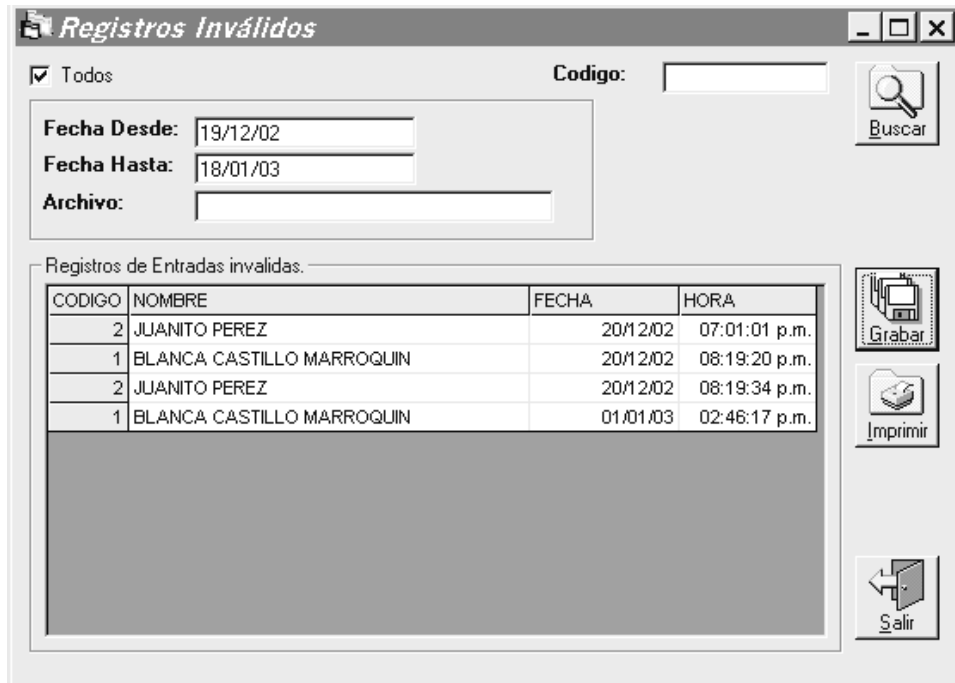 Registros Inválidos
Todos Codigo:
Buscar
Fecha Desde: 19/12/02
Fecha Hasta: 18/01/03
Archivo:
Registros de Entradas invalidas.
CODIGO NOMBRE FECHA HORA
2 JUANITO PEREZ 20/12/02 07:01:01 p.m.
1 BLANCA CASTILLO MARROQUIN 20/12/02 08:19:20 p.m.
2 JUANITO PEREZ 20/12/02 08:19:34 p.m.
1 BLANCA CASTILLO MARROQUIN 01/01/03 02:46:17 p.m.
Grabar
Imprimir
Salir